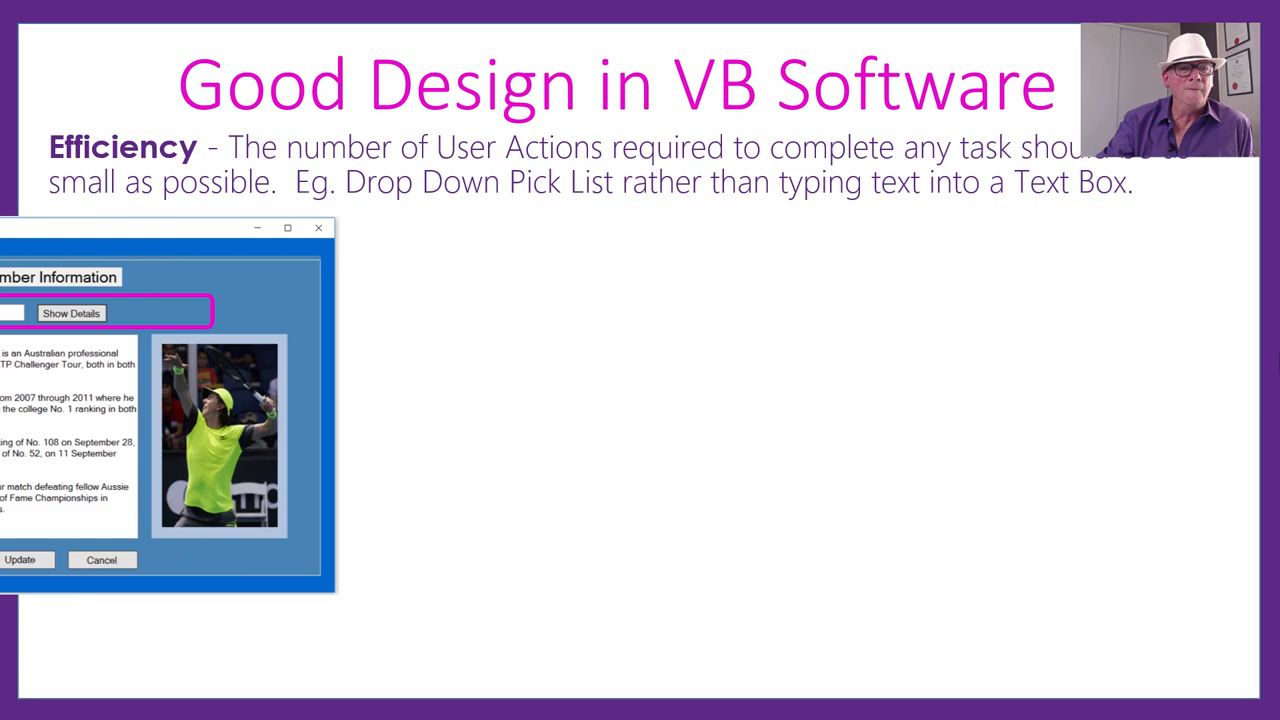 Good Design in VB Software
Efficiency - The number of User Actions required to complete any task should be as
small as possible. Eg. Drop Down Pick List rather than typing text into a Text Box.
mber Information
Show Details
is an Australian professional
TP Challenger Tour, both in both
om 2007 through 2011 where he
the college No. 1 ranking in both
ing of No. 108 on September 28,
of No. 52, on 11 September
r match defeating fellow Aussie
of Fame Championships in
s.
Update
Cancel